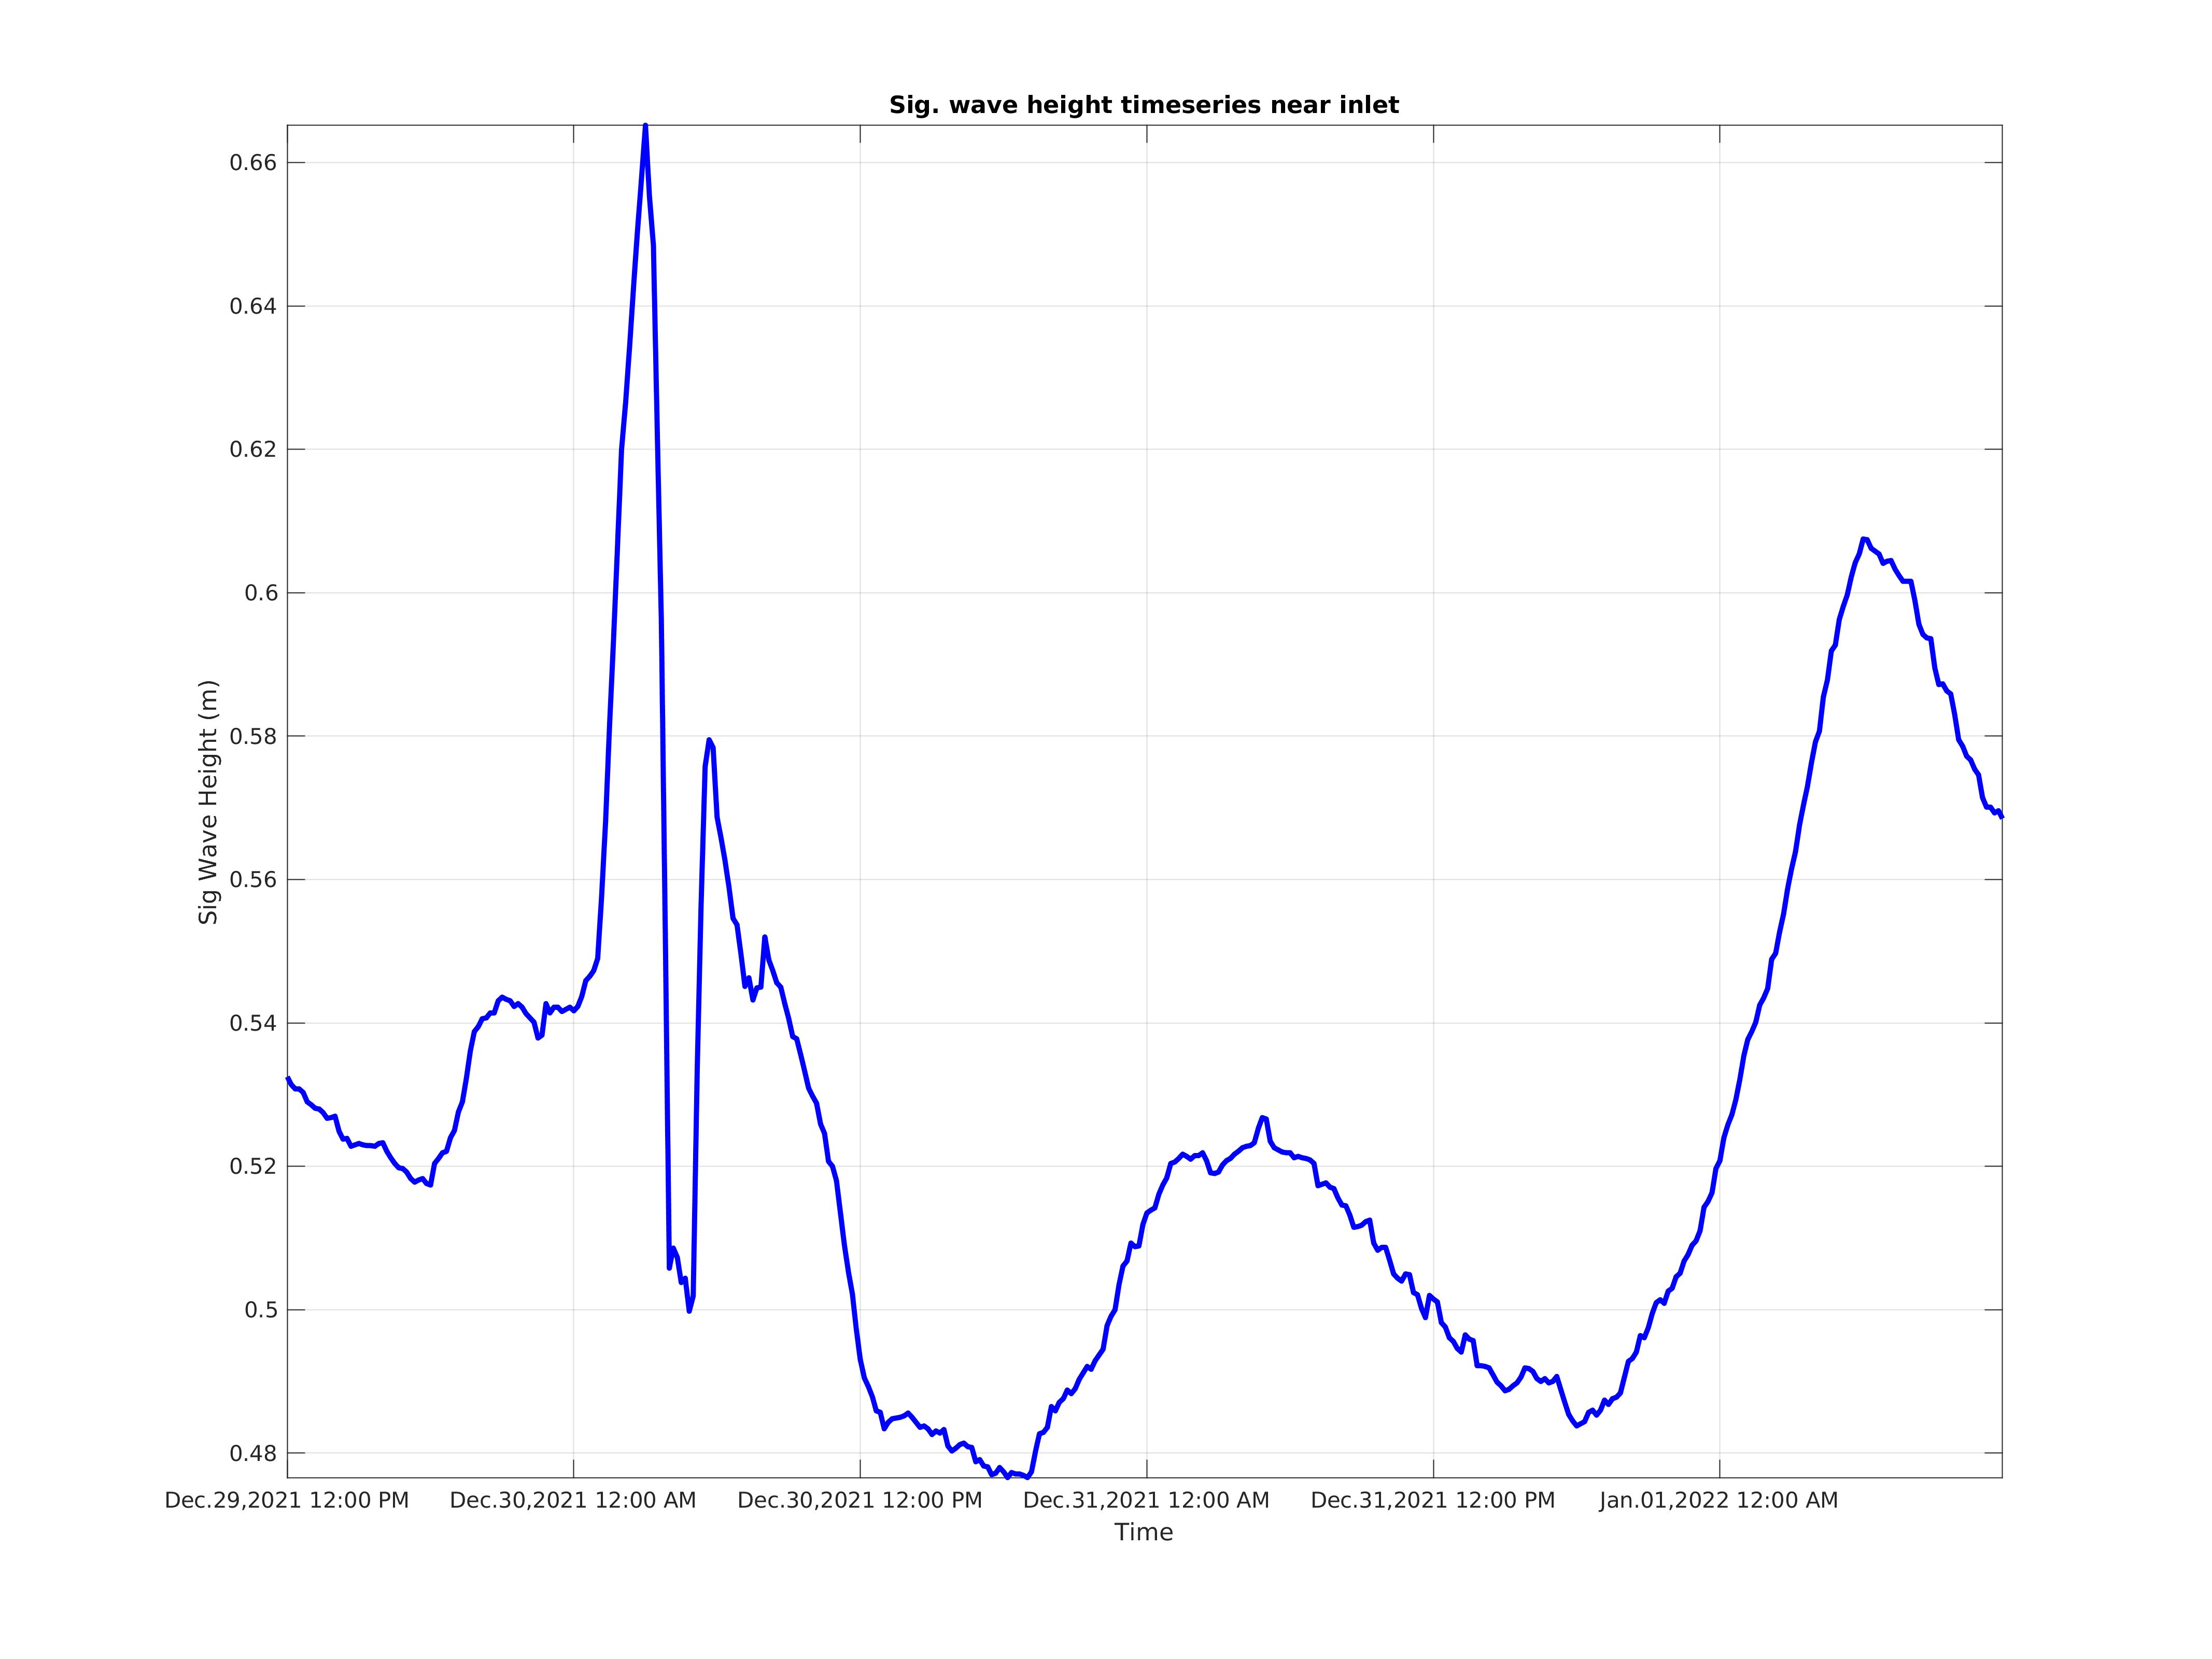 Sig. wave height timeseries near inlet
0.66
0.64
0.62
0.6
0.58
0.56
0.54
0.52
0.5
0.48
Sig Wave Height (m)
Dec.29,2021 12:00 PM Dec.30,2021 12:00 AM Dec.30,2021 12:00 PM Dec.31,2021 12:00 AM Dec.31,2021 12:00 PM Jan.01,2022 12:00 AM
Time